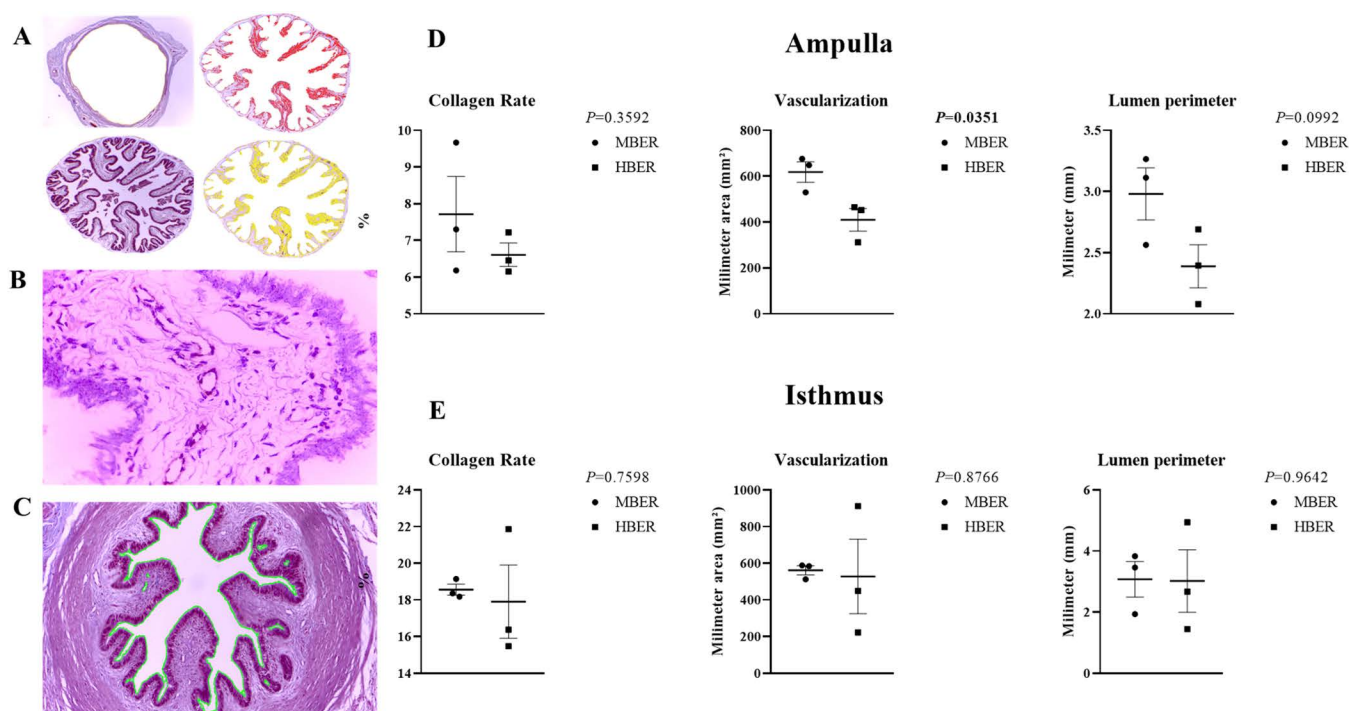 A
B
C
%
%
D
Ampulla
Collagen Rate
P=0.3592
MBER
HBER
10
9
8
7
6
5
Vascularization
P=0.0351
MBER
HBER
Milimeter area (mm²)
800
600
400
200
0
Lumen perimeter
P=0.0992
MBER
HBER
Milimeter (mm)
3.5
3.0
2.5
2.0
E
Isthmus
Collagen Rate
P=0.7598
MBER
HBER
24
22
20
18
16
14
Vascularization
P=0.8766
MBER
HBER
Milimeter area (mm²)
1000
800
600
400
200
0
Lumen perimeter
P=0.9642
MBER
HBER
Milimeter (mm)
6
4
2
0